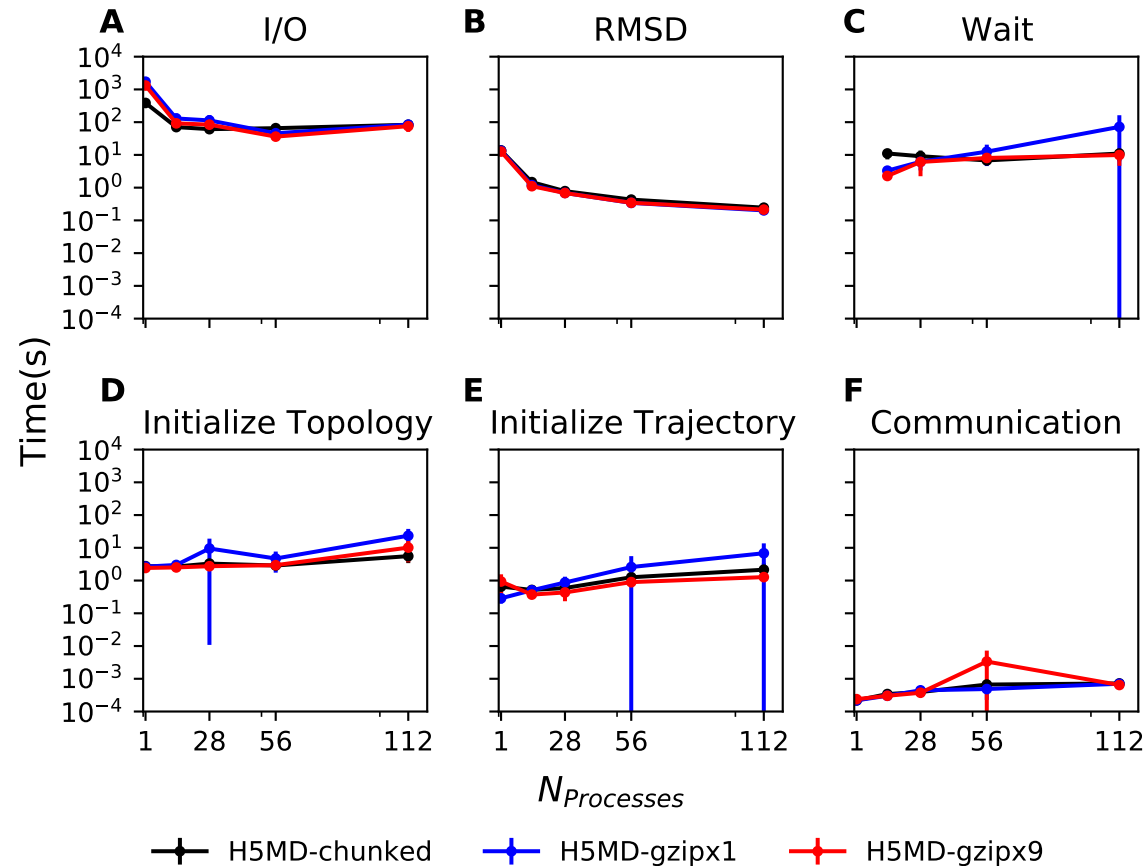 A I/O
B RMSD
C Wait
10^4
10^3
10^2
10^1
10^0
10^-1
10^-2
10^-3
10^-4
Time(s)
D Initialize Topology
E Initialize Trajectory
F Communication
10^4
10^3
10^2
10^1
10^0
10^-1
10^-2
10^-3
10^-4
1 28 56 112
1 28 56 112
1 28 56 112
N_Processes
H5MD-chunked H5MD-gzipx1 H5MD-gzipx9